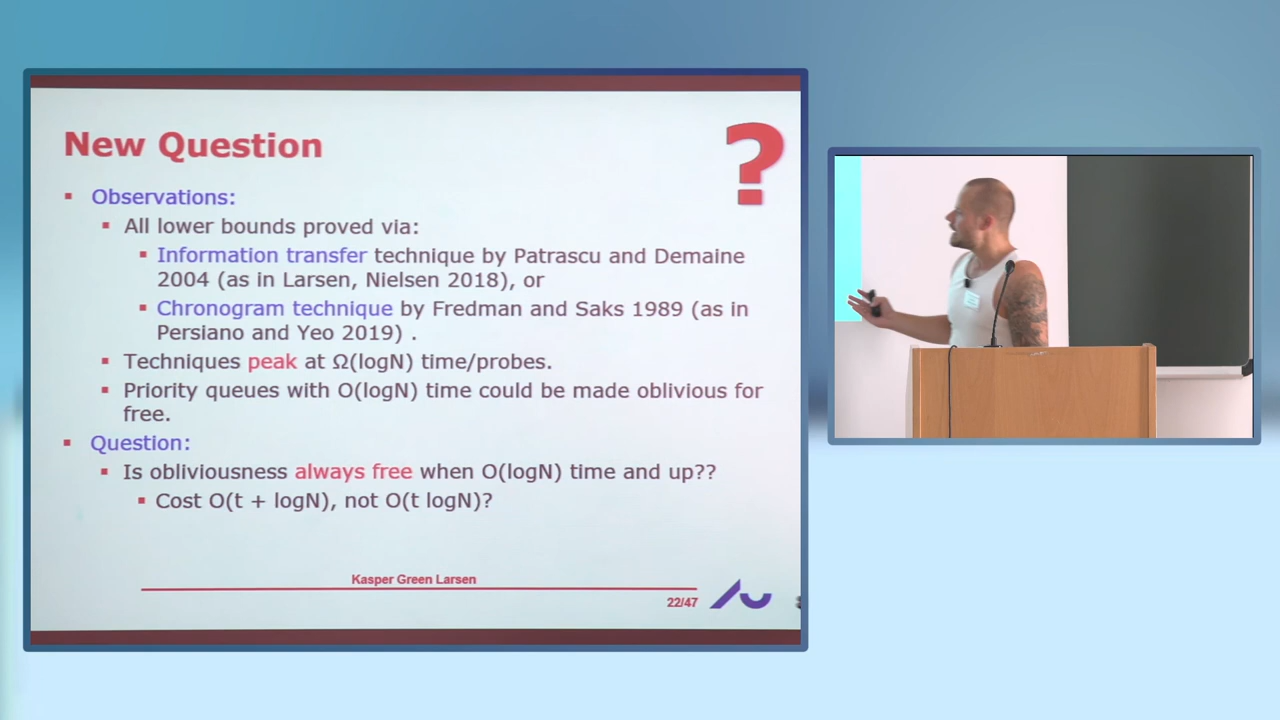 New Question
?
Observations:
All lower bounds proved via:
Information transfer technique by Patrascu and Demaine
2004 (as in Larsen, Nielsen 2018), or
Chronogram technique by Fredman and Saks 1989 (as in
Persiano and Yeo 2019) .
Techniques peak at Ω(logN) time/probes.
Priority queues with O(logN) time could be made oblivious for
free.
Question:
Is obliviousness always free when O(logN) time and up??
Cost O(t + logN), not O(t logN)?
Kasper Green Larsen
22/47